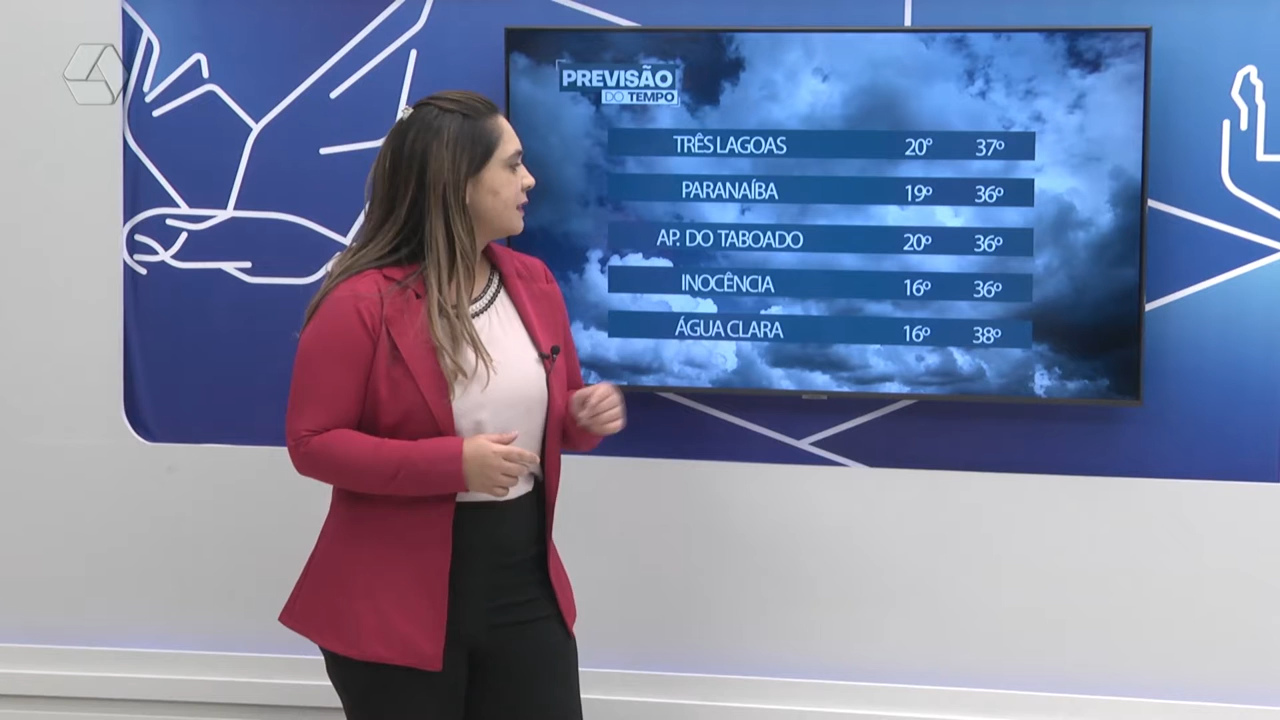 PREVISÃO
DO TEMPO
TRÊS LAGOAS 20° 37º
PARANAÍBA 19º 36º
AP. DO TABOADO 20º 36º
INOCÊNCIA 16º 36º
ÁGUA CLARA 16º 38º